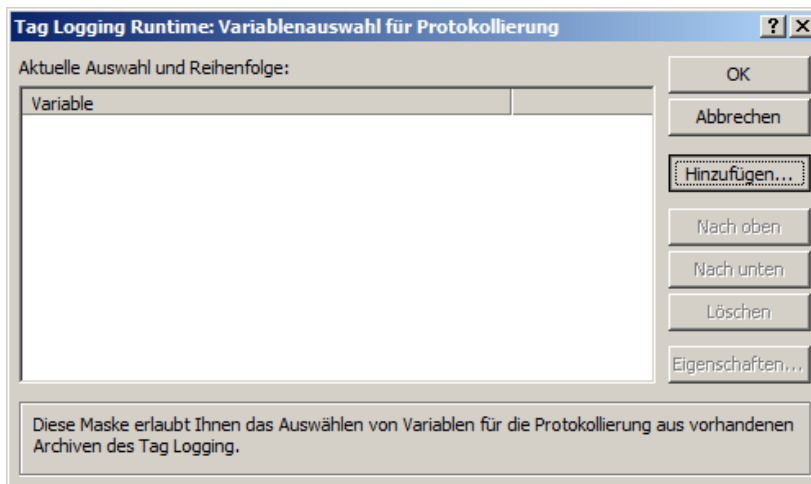 Tag Logging Runtime: Variablenauswahl für Protokollierung
Aktuelle Auswahl und Reihenfolge:
Variable
OK
Abbrechen
Hinzufügen...
Nach oben
Nach unten
Löschen
Eigenschaften...
Diese Maske erlaubt Ihnen das Auswählen von Variablen für die Protokollierung aus vorhandenen
Archiven des Tag Logging.